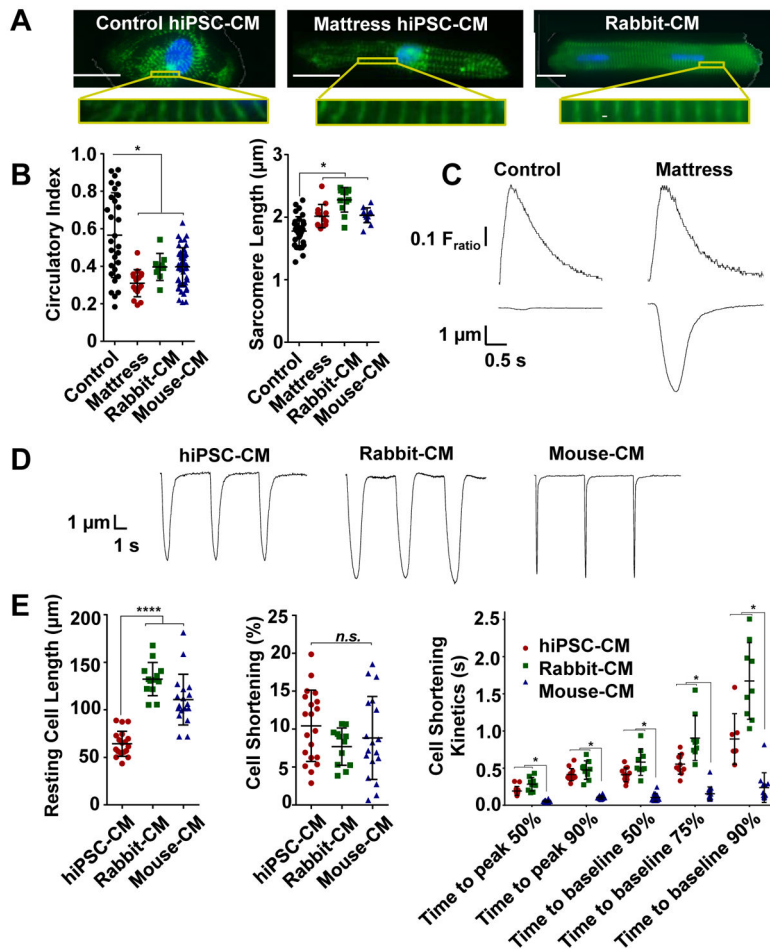 A
Control hiPSC-CM
Mattress hiPSC-CM
Rabbit-CM
B
Circulatory Index
1.0
0.8
0.6
0.4
0.2
0
*
Control
Mattress
Rabbit-CM
Mouse-CM
Sarcomere Length (µm)
3
2
1
0
*
Control
Mattress
Rabbit-CM
Mouse-CM
C
Control
Mattress
0.1 Fratio
1 µm
0.5 s
D
hiPSC-CM
Rabbit-CM
Mouse-CM
1 µm
1 s
E
Resting Cell Length (µm)
200
150
100
50
0
****
hiPSC-CM
Rabbit-CM
Mouse-CM
Cell Shortening (%)
25
20
15
10
5
0
n.s.
hiPSC-CM
Rabbit-CM
Mouse-CM
Cell Shortening
Kinetics (s)
2.5
2.0
1.5
1.0
0.5
0.0
hiPSC-CM
Rabbit-CM
Mouse-CM
*
*
*
*
*
Time to peak 50%
Time to peak 90%
Time to baseline 50%
Time to baseline 75%
Time to baseline 90%